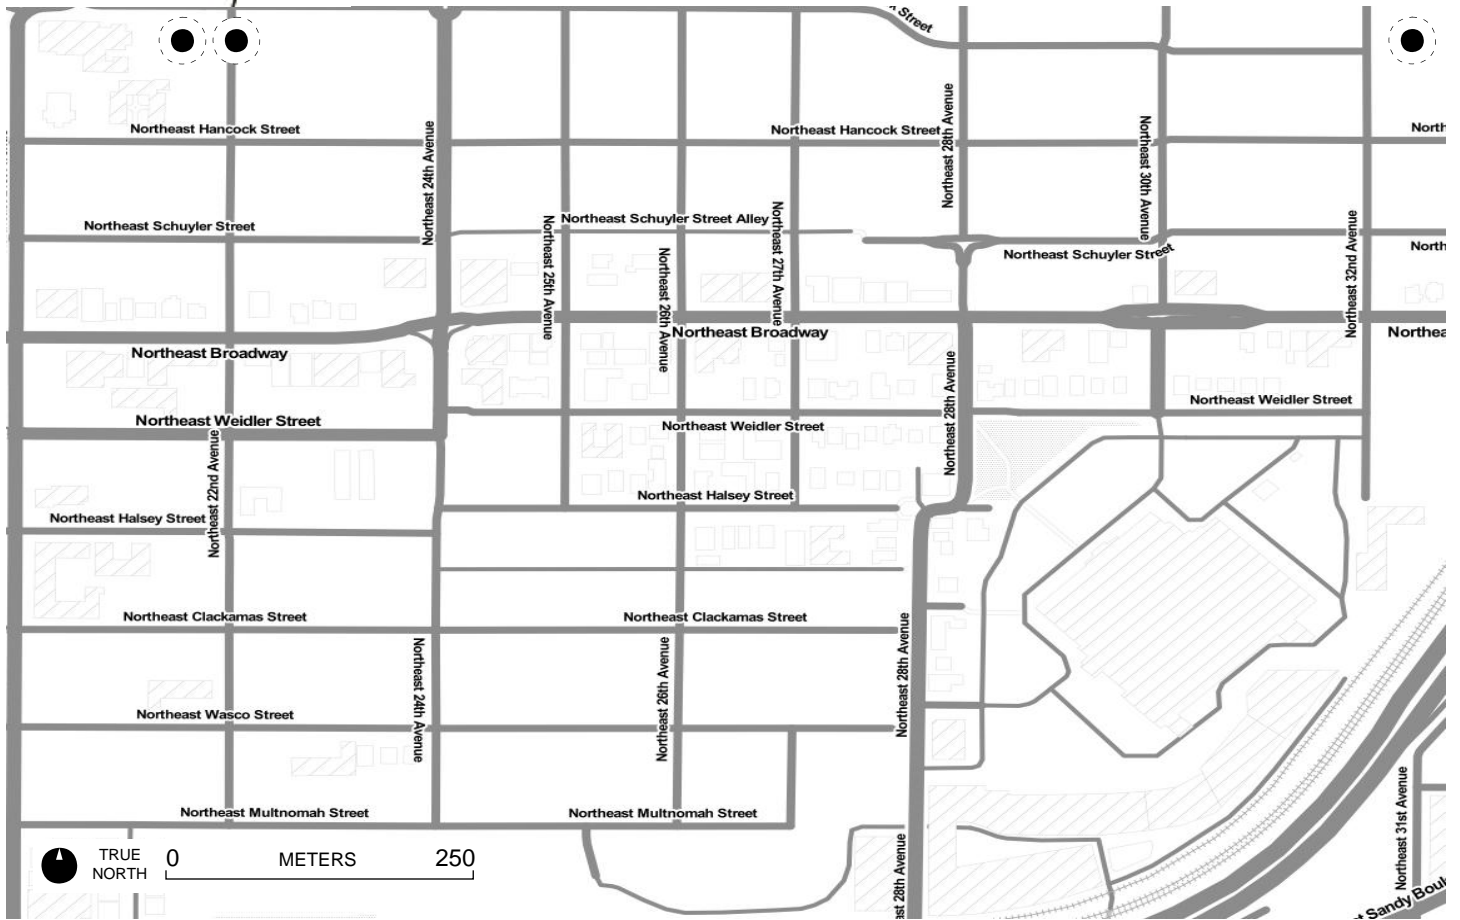 Street
Northeast Hancock Street
Northeast Hancock Street
North
Northeast 24th Avenue
Northeast 28th Avenue
Northeast 30th Avenue
Northeast Schuyler Street
Northeast Schuyler Street Alley
Northeast Schuyler Street
North
Northeast 25th Avenue
Northeast 26th Avenue
Northeast 27th Avenue
Northeast 32nd Avenue
Northeast Broadway
Northeast Broadway
Northea
Northeast 28th Avenue
Northeast Weidler Street
Northeast Weidler Street
Northeast Weidler Street
Northeast 22nd Avenue
Northeast Halsey Street
Northeast Halsey Street
Northeast Clackamas Street
Northeast Clackamas Street
Northeast 24th Avenue
Northeast 26th Avenue
Northeast 28th Avenue
Northeast Wasco Street
Northeast Multnomah Street
Northeast Multnomah Street
Northeast 31st Avenue
ast 28th Avenue
st Sandy Boul
TRUE
NORTH
0 METERS 250